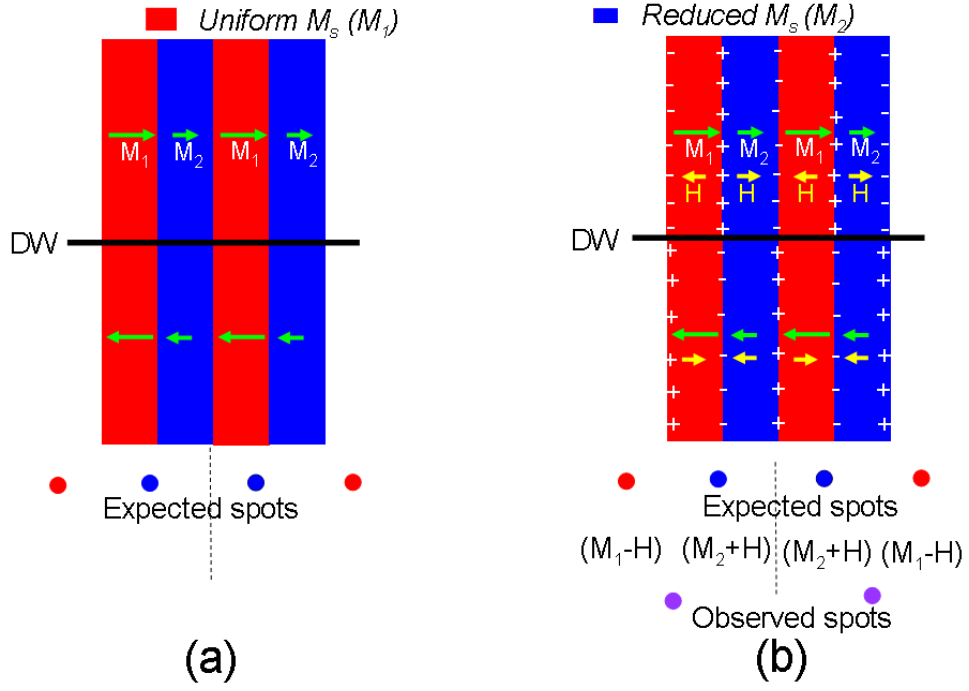 Uniform Mₛ (M₁)
M₁ M₂ M₁ M₂
DW
Expected spots
(a)
Reduced Mₛ (M₂)
- + - + -
M₁ M₂ M₁ M₂
H H H H
DW
+ - + - +
Expected spots
(M₁-H) (M₂+H) (M₂+H) (M₁-H)
Observed spots
(b)